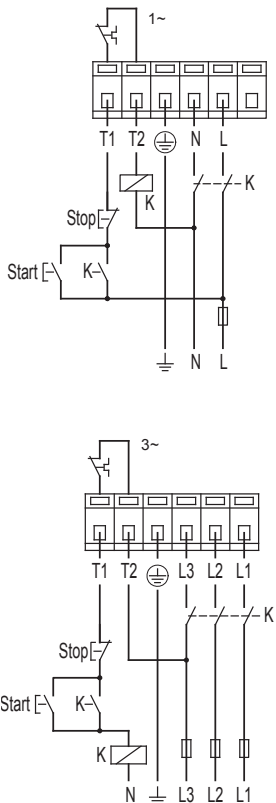 1~
T1 T2 N L
K
K
Stop
Start K
N L
3~
T1 T2 L3 L2 L1
K
Stop
Start K
K
N L3 L2 L1